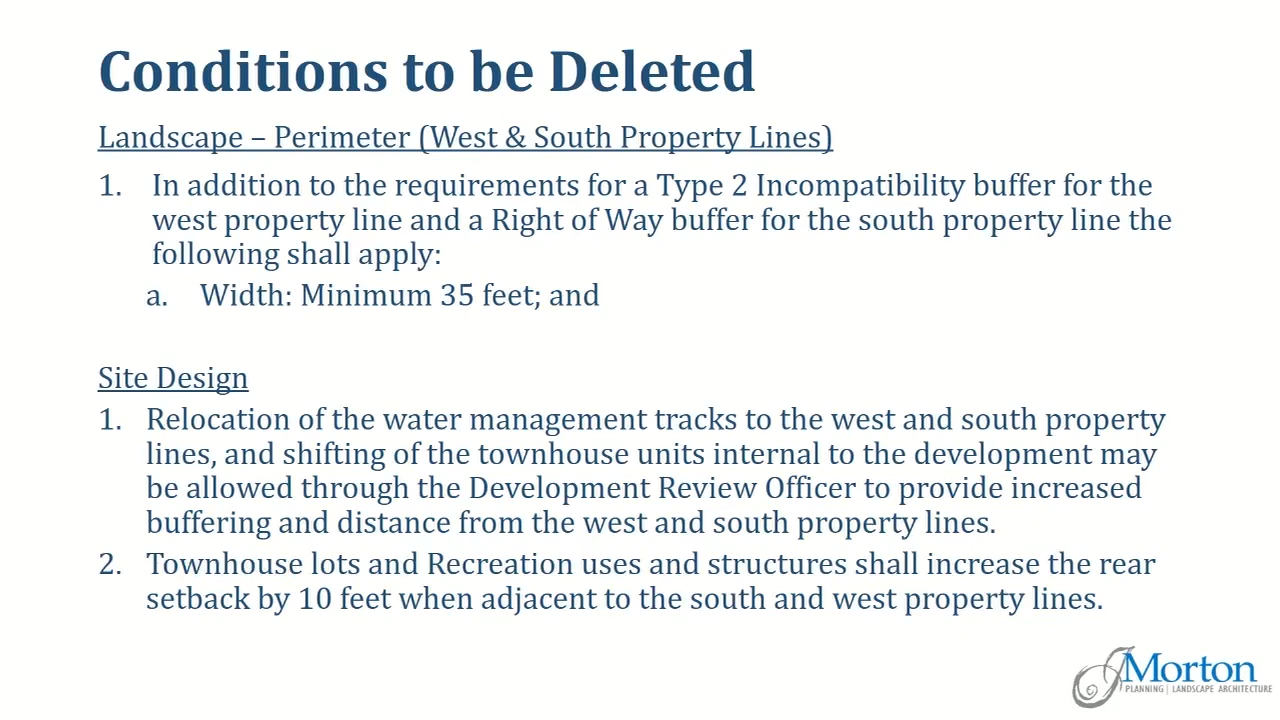 Conditions to be Deleted
Landscape – Perimeter (West & South Property Lines)
1. In addition to the requirements for a Type 2 Incompatibility buffer for the
west property line and a Right of Way buffer for the south property line the
following shall apply:
a. Width: Minimum 35 feet; and
Site Design
1. Relocation of the water management tracks to the west and south property
lines, and shifting of the townhouse units internal to the development may
be allowed through the Development Review Officer to provide increased
buffering and distance from the west and south property lines.
2. Townhouse lots and Recreation uses and structures shall increase the rear
setback by 10 feet when adjacent to the south and west property lines.
JMorton
PLANNING | LANDSCAPE ARCHITECTURE